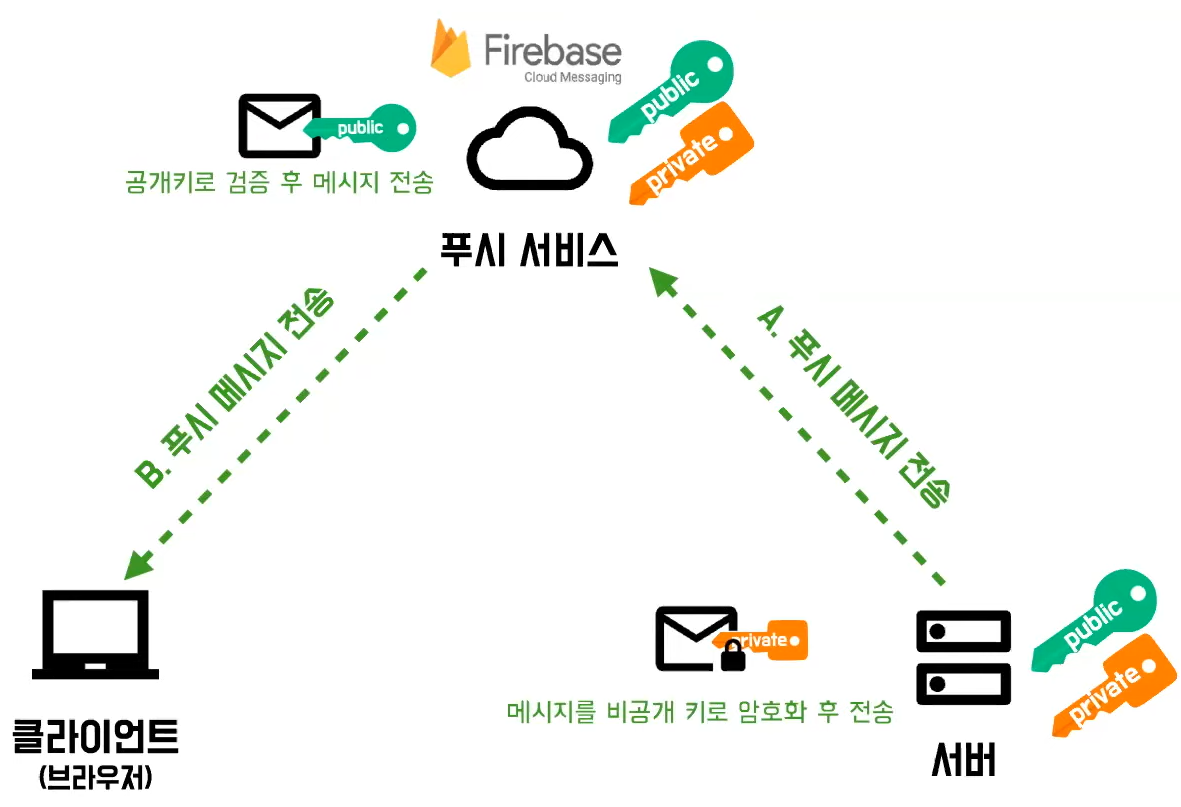 Firebase
Cloud Messaging
public
private
public
공개키로 검증 후 메시지 전송
푸시 서비스
B. 푸시 메시지 전송
A. 푸시 메시지 전송
private
메시지를 비공개 키로 암호화 후 전송
public
private
클라이언트
(브라우저)
서버